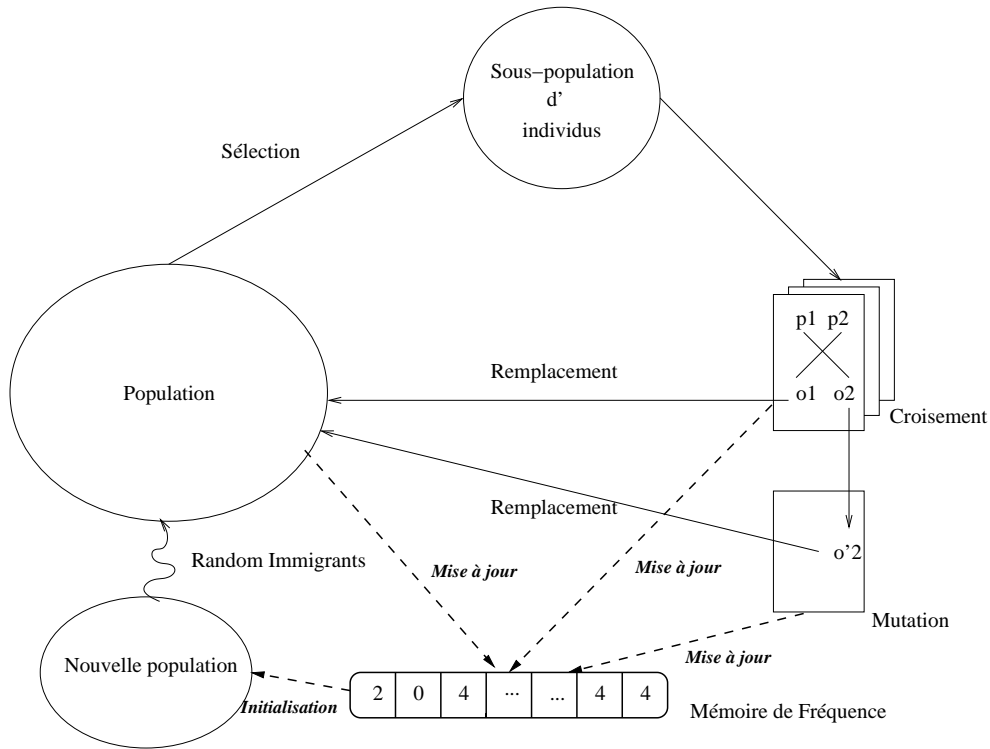 Sous-population
d'
individus
Sélection
p1 p2
Remplacement
Population
o1 o2
Croisement
Remplacement
o'2
Random Immigrants
Mise à jour
Mise à jour
Mutation
Mise à jour
Nouvelle population
Initialisation
2 0 4 ... ... 4 4
Mémoire de Fréquence